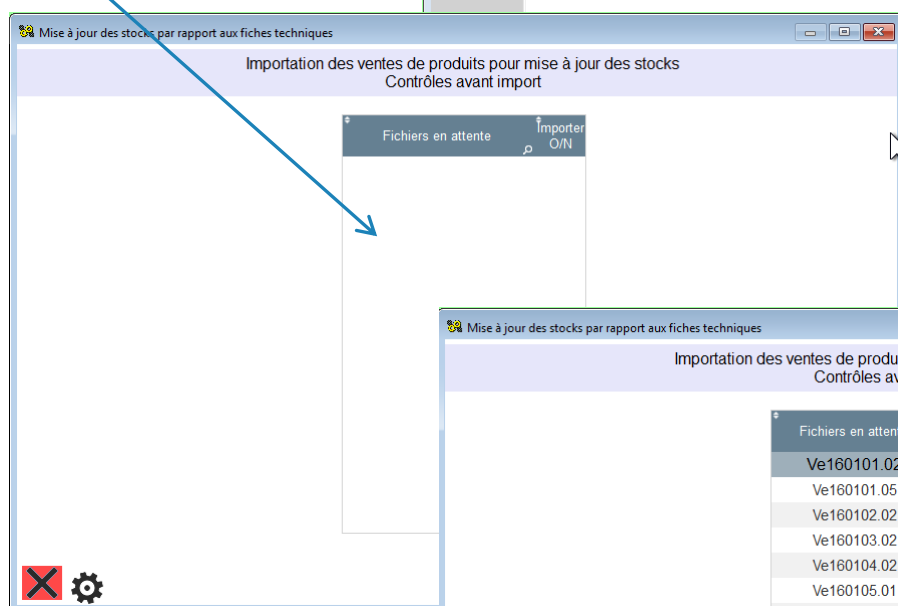 Mise à jour des stocks par rapport aux fiches techniques
Importation des ventes de produits pour mise à jour des stocks
Contrôles avant import
Fichiers en attente
Importer
O/N
Mise à jour des stocks par rapport aux fiches techniques
Importation des ventes de produ
Contrôles av
Fichiers en attent
Ve160101.02
Ve160101.05
Ve160102.02
Ve160103.02
Ve160104.02
Ve160105.01